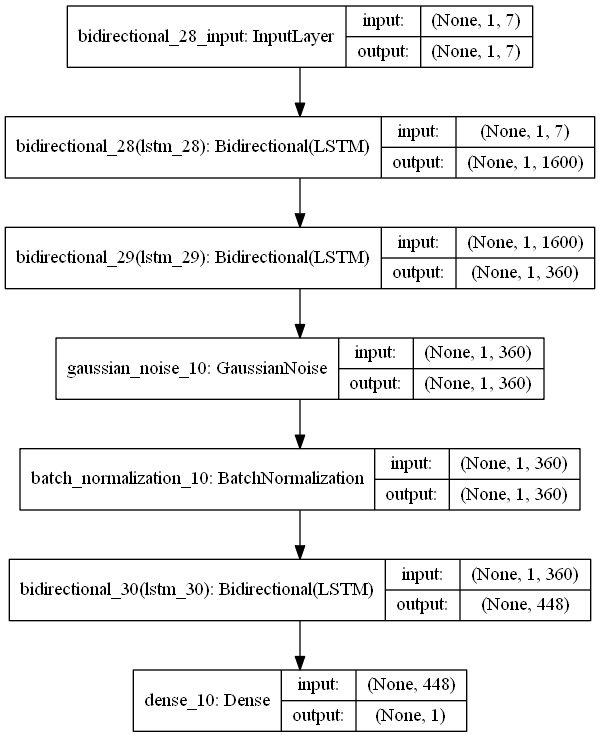 bidirectional_28_input: InputLayer
input: (None, 1, 7)
output: (None, 1, 7)
bidirectional_28(lstm_28): Bidirectional(LSTM)
input: (None, 1, 7)
output: (None, 1, 1600)
bidirectional_29(lstm_29): Bidirectional(LSTM)
input: (None, 1, 1600)
output: (None, 1, 360)
gaussian_noise_10: GaussianNoise
input: (None, 1, 360)
output: (None, 1, 360)
batch_normalization_10: BatchNormalization
input: (None, 1, 360)
output: (None, 1, 360)
bidirectional_30(lstm_30): Bidirectional(LSTM)
input: (None, 1, 360)
output: (None, 448)
dense_10: Dense
input: (None, 448)
output: (None, 1)